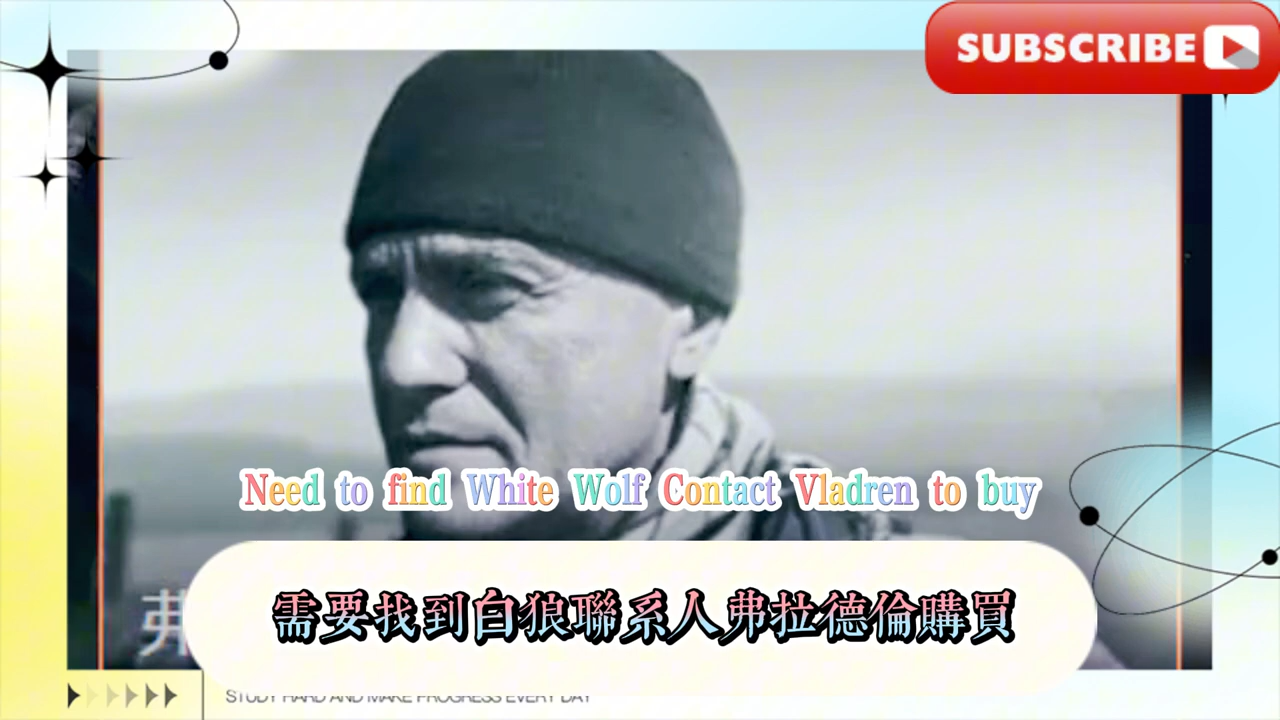 SUBSCRIBE
Need to find White Wolf Contact Vladren to buy
需要找到白狼聯系人弗拉德倫購買
弗
STUDY HARD AND MAKE PROGRESS EVERY DAY